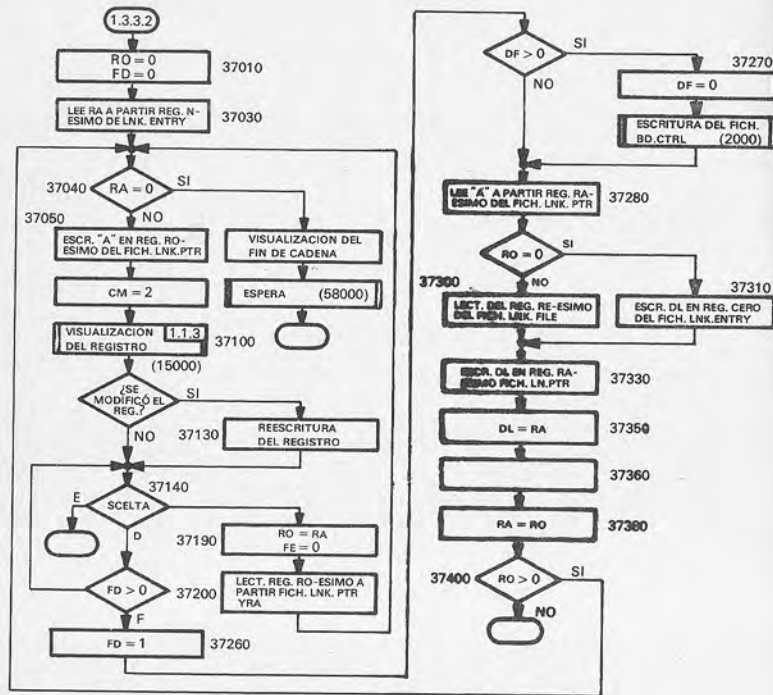 1.3.3.2
RO = 0
FD = 0
37010
LEE RA A PARTIR REG. N-
ESIMO DE LNK. ENTRY
37030
37040
RA = 0
SI
NO
37050
ESCR. "A" EN REG. RO-
ESIMO DEL FICH. LNK.PTR
VISUALIZACION DEL
FIN DE CADENA
CM = 2
ESPERA (58000)
VISUALIZACION
DEL REGISTRO
1.1.3
37100
(15000)
¿SE
MODIFICÓ EL
REG.?
SI
NO
37130
REESCRITURA
DEL REGISTRO
37140
SCELTA
E
D
37190
RO = RA
FE = 0
FD > 0
37200
LECT. REG. RO-ESIMO A
PARTIR FICH. LNK. PTR
YRA
F
FD = 1
37260
DF > 0
SI
NO
37270
DF = 0
ESCRITURA DEL FICH.
BD.CTRL (2000)
LEE "A" A PARTIR REG. RA-
ESIMO DEL FICH. LNK. PTR
37280
RO = 0
SI
NO
37300
LECT. DEL REG. RE-ESIMO
DEL FICH. LNK. FILE
37310
ESCR. DL EN REG. CERO
DEL FICH. LNK.ENTRY
ESCR. DL EN REG. RA-
ESIMO FICH. LN.PTR
37330
DL = RA
37350
37360
RA = RO
37380
37400
RO > 0
SI
NO